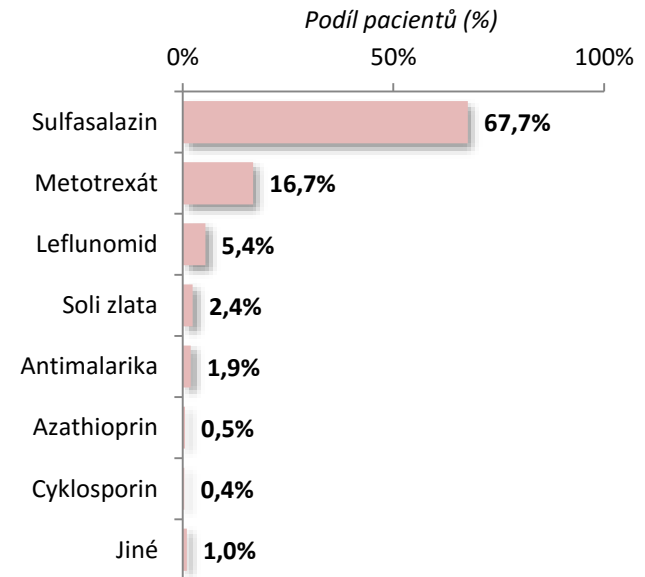 Podíl pacientů (%)
0% 50% 100%
Sulfasalazin 67,7%
Metotrexát 16,7%
Leflunomid 5,4%
Soli zlata 2,4%
Antimalarika 1,9%
Azathioprin 0,5%
Cyklosporin 0,4%
Jiné 1,0%